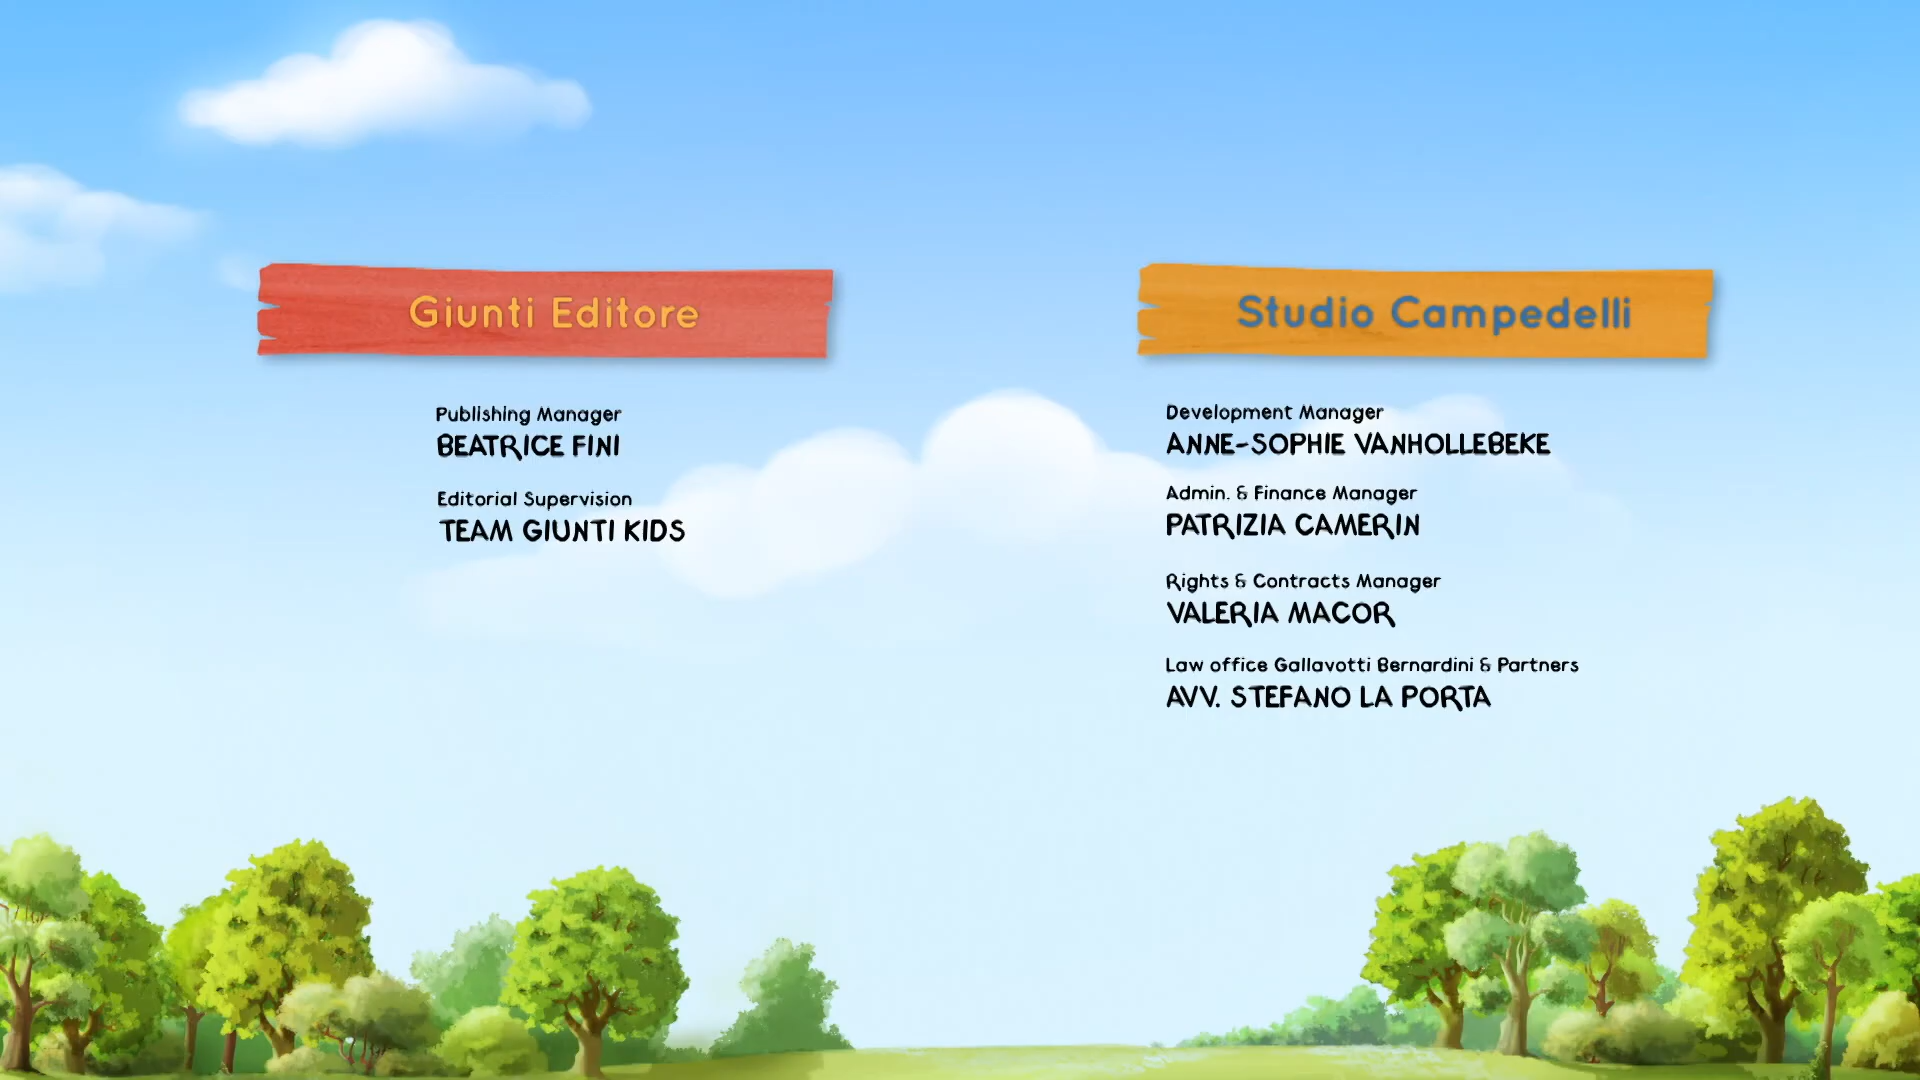 Giunti Editore
Publishing Manager
BEATRICE FINI
Editorial Supervision
TEAM GIUNTI KIDS
Studio Campedelli
Development Manager
ANNE-SOPHIE VANHOLLEBEKE
Admin. & Finance Manager
PATRIZIA CAMERIN
Rights & Contracts Manager
VALERIA MACOR
Law office Gallavotti Bernardini & Partners
AVV. STEFANO LA PORTA